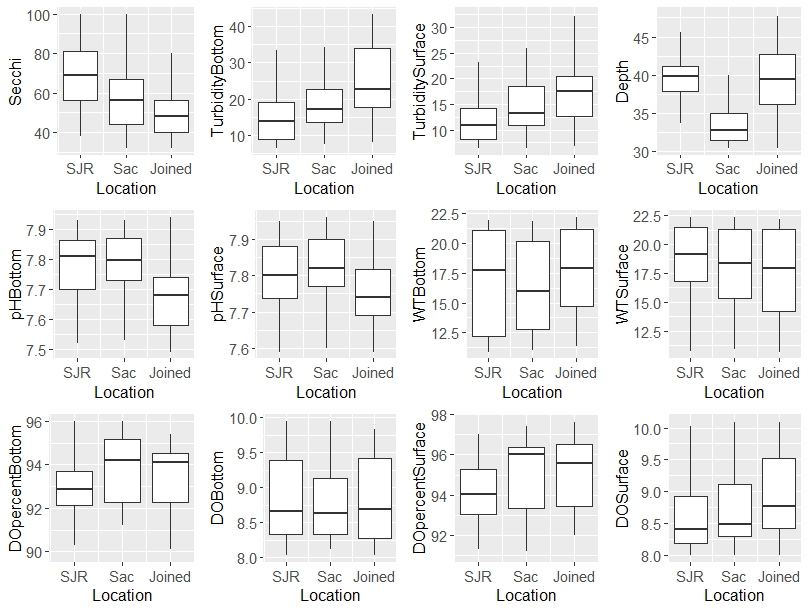 Secchi
100
80
60
40
SJR Sac Joined
Location
TurbidityBottom
40
30
20
10
SJR Sac Joined
Location
TurbiditySurface
30
25
20
15
10
SJR Sac Joined
Location
Depth
45
40
35
30
SJR Sac Joined
Location
pHBottom
7.9
7.8
7.7
7.6
7.5
SJR Sac Joined
Location
pHSurface
7.9
7.8
7.7
7.6
SJR Sac Joined
Location
WTBottom
22.5
20.0
17.5
15.0
12.5
SJR Sac Joined
Location
WTSurface
22.5
20.0
17.5
15.0
12.5
SJR Sac Joined
Location
DOpercentBottom
96
94
92
90
SJR Sac Joined
Location
DOBottom
10.0
9.5
9.0
8.5
8.0
SJR Sac Joined
Location
DOpercentSurface
98
96
94
92
SJR Sac Joined
Location
DOSurface
10.0
9.5
9.0
8.5
8.0
SJR Sac Joined
Location